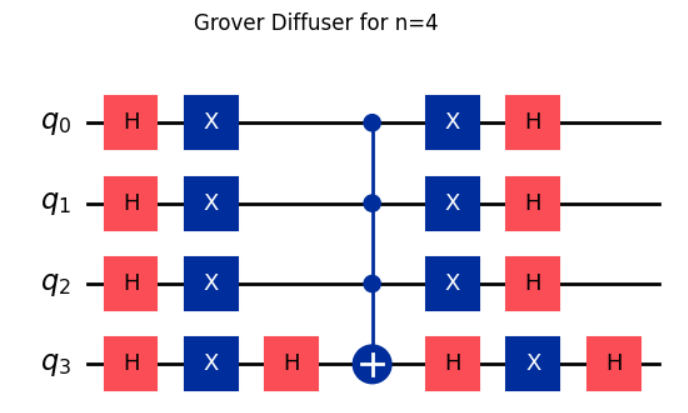 Grover Diffuser for n=4
q0 H X X H
q1 H X X H
q2 H X X H
q3 H X H H X H